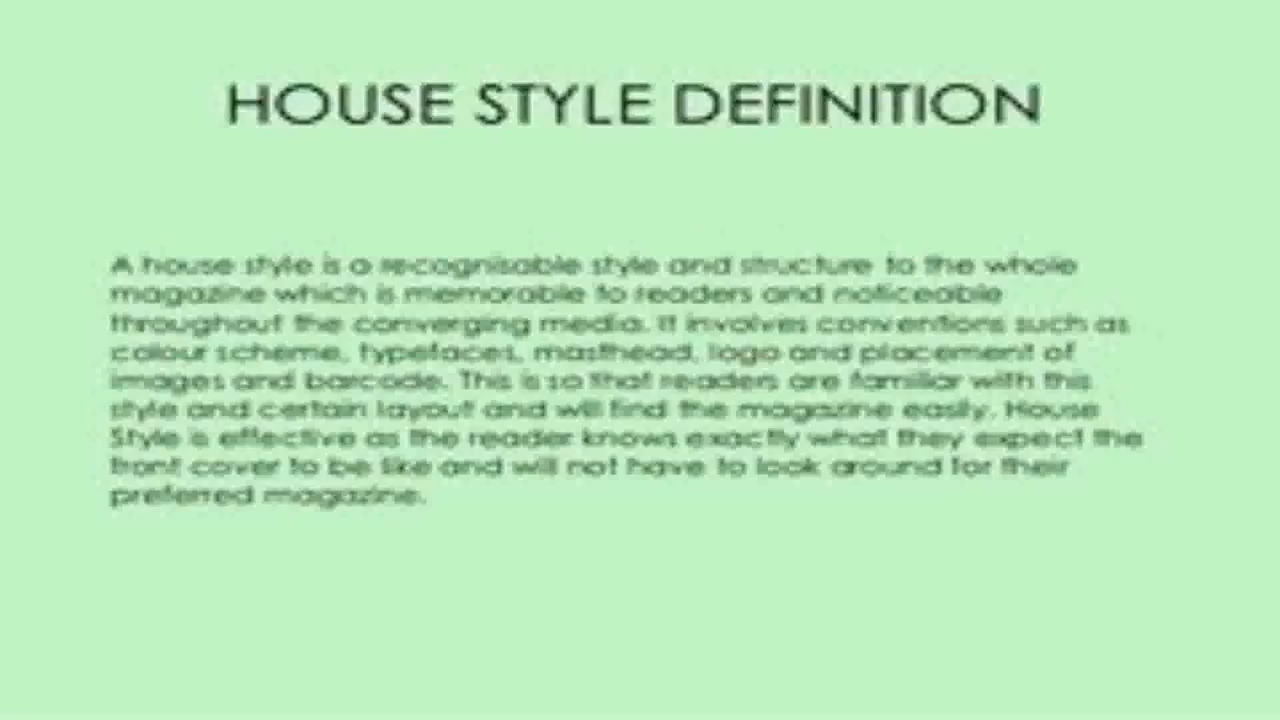 HOUSE STYLE DEFINITION
A house style is a recognisable style and structure to the whole
magazine which is memorable to readers and noticeable
throughout the converging media. It involves conventions such as
colour scheme, typefaces, masthead, logo and placement of
images and barcode. This is so that readers are familiar with this
style and certain layout and will find the magazine easily. House
Style is effective as the reader knows exactly what they expect the
front cover to be like and will not have to look around for their
preferred magazine.